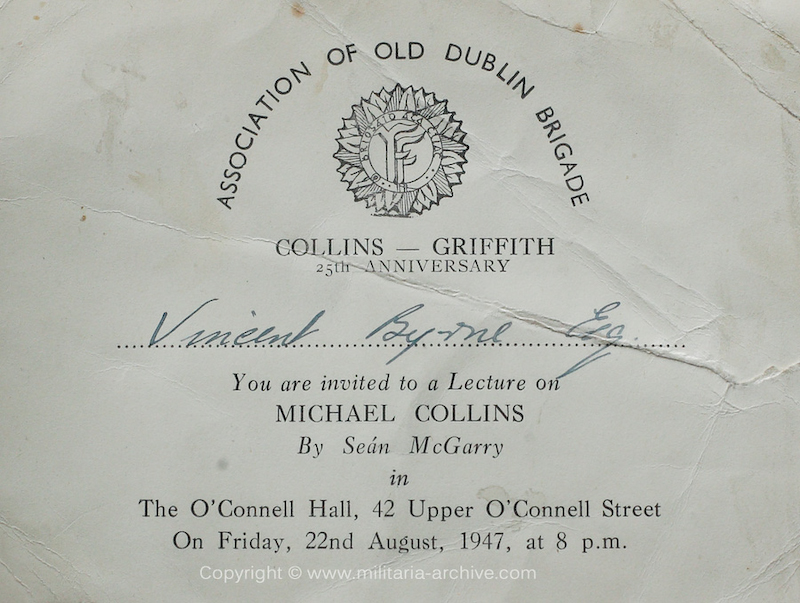 ASSOCIATION OF OLD DUBLIN BRIGADE
COLLINS — GRIFFITH
25th ANNIVERSARY
Vincent Byrne Esq.
You are invited to a Lecture on
MICHAEL COLLINS
By Seán McGarry
in
The O'Connell Hall, 42 Upper O'Connell Street
On Friday, 22nd August, 1947, at 8 p.m.
Copyright © www.militaria-archive.com